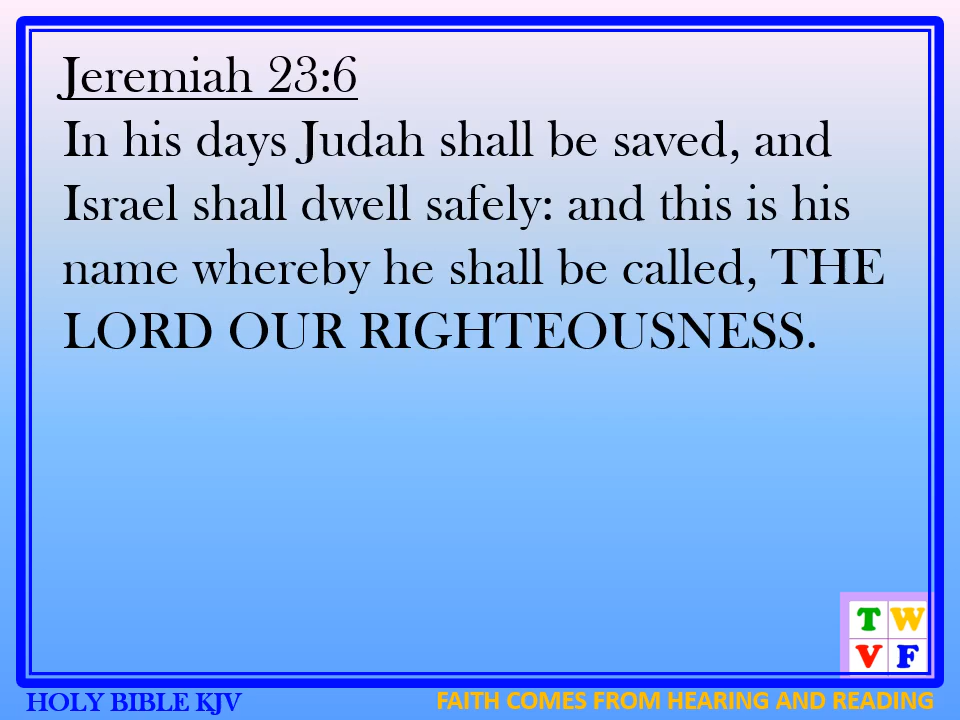 Jeremiah 23:6
In his days Judah shall be saved, and
Israel shall dwell safely: and this is his
name whereby he shall be called, THE
LORD OUR RIGHTEOUSNESS.
T W
V F
HOLY BIBLE KJV
FAITH COMES FROM HEARING AND READING